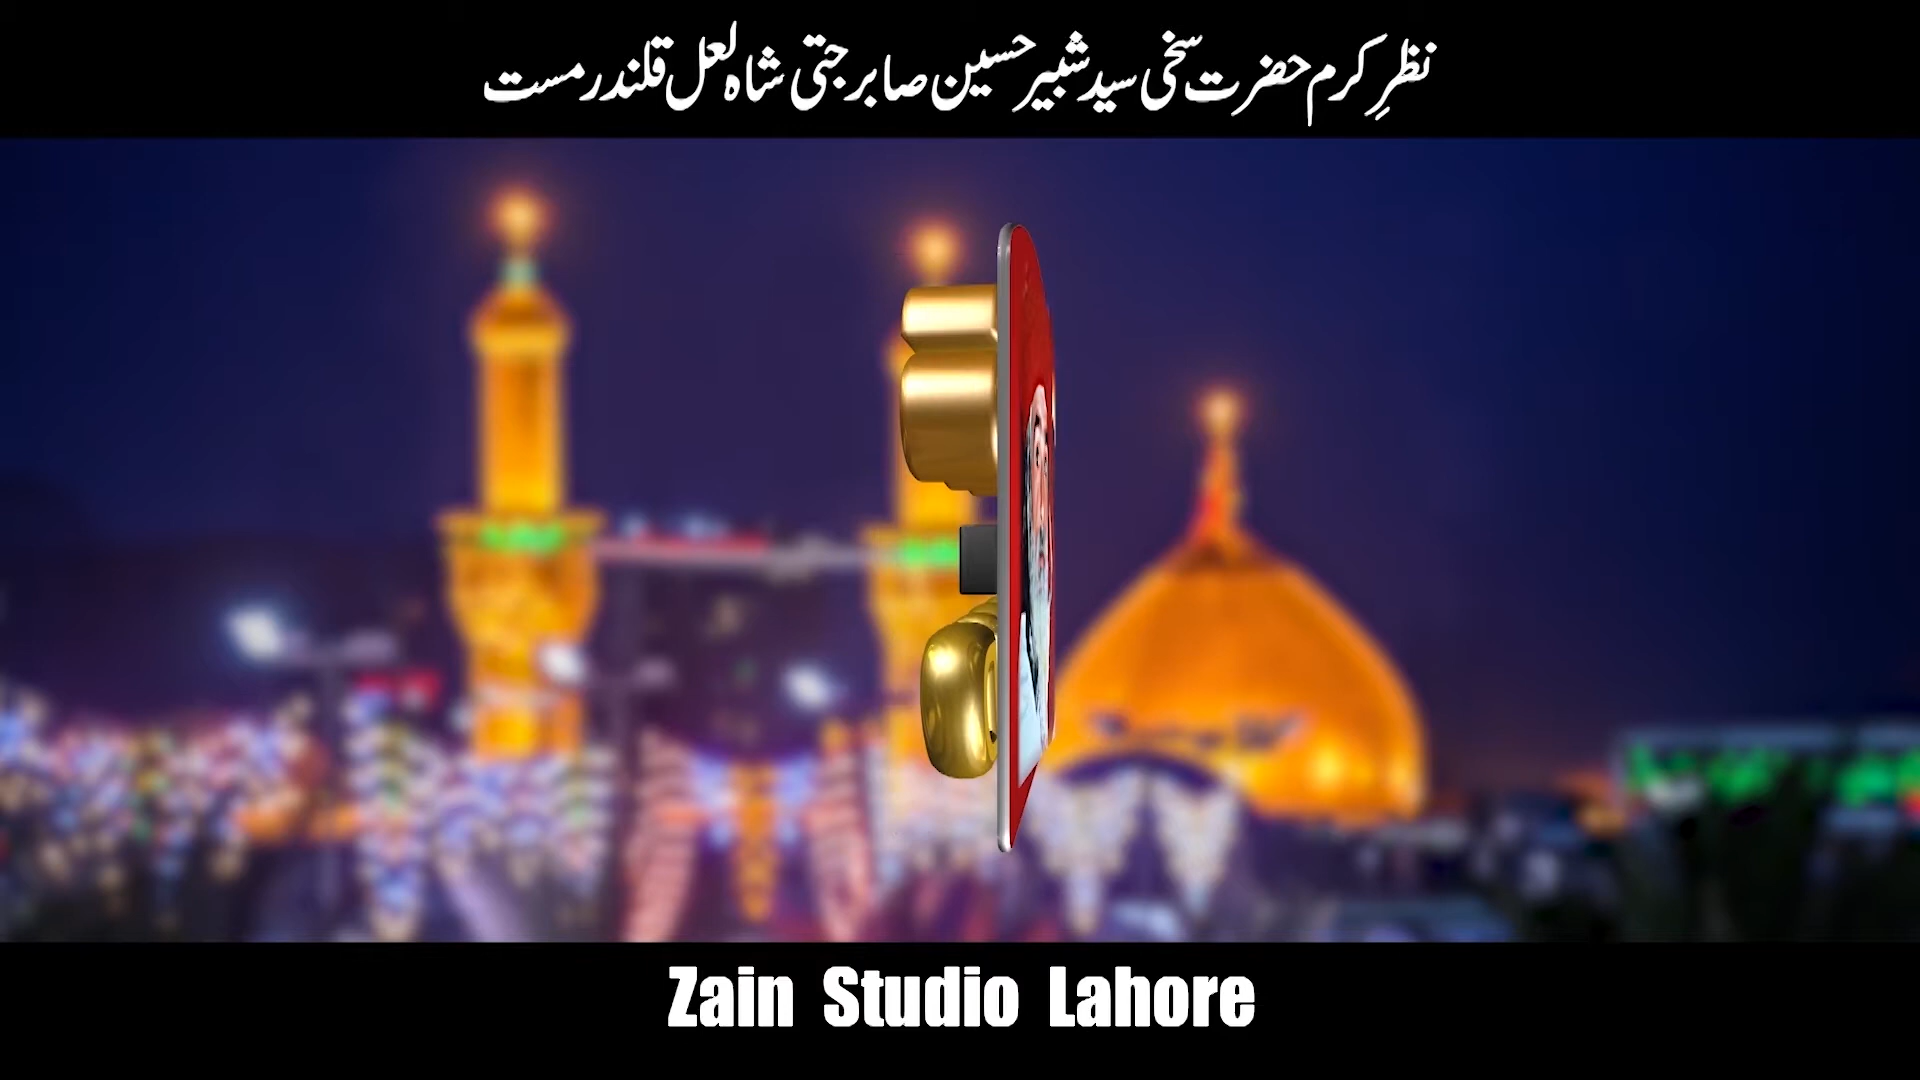 نظرِ کرم حضرت سخی سید شبیر حسین صابر جتی شاہ لعل قلندر مست
Zain Studio Lahore